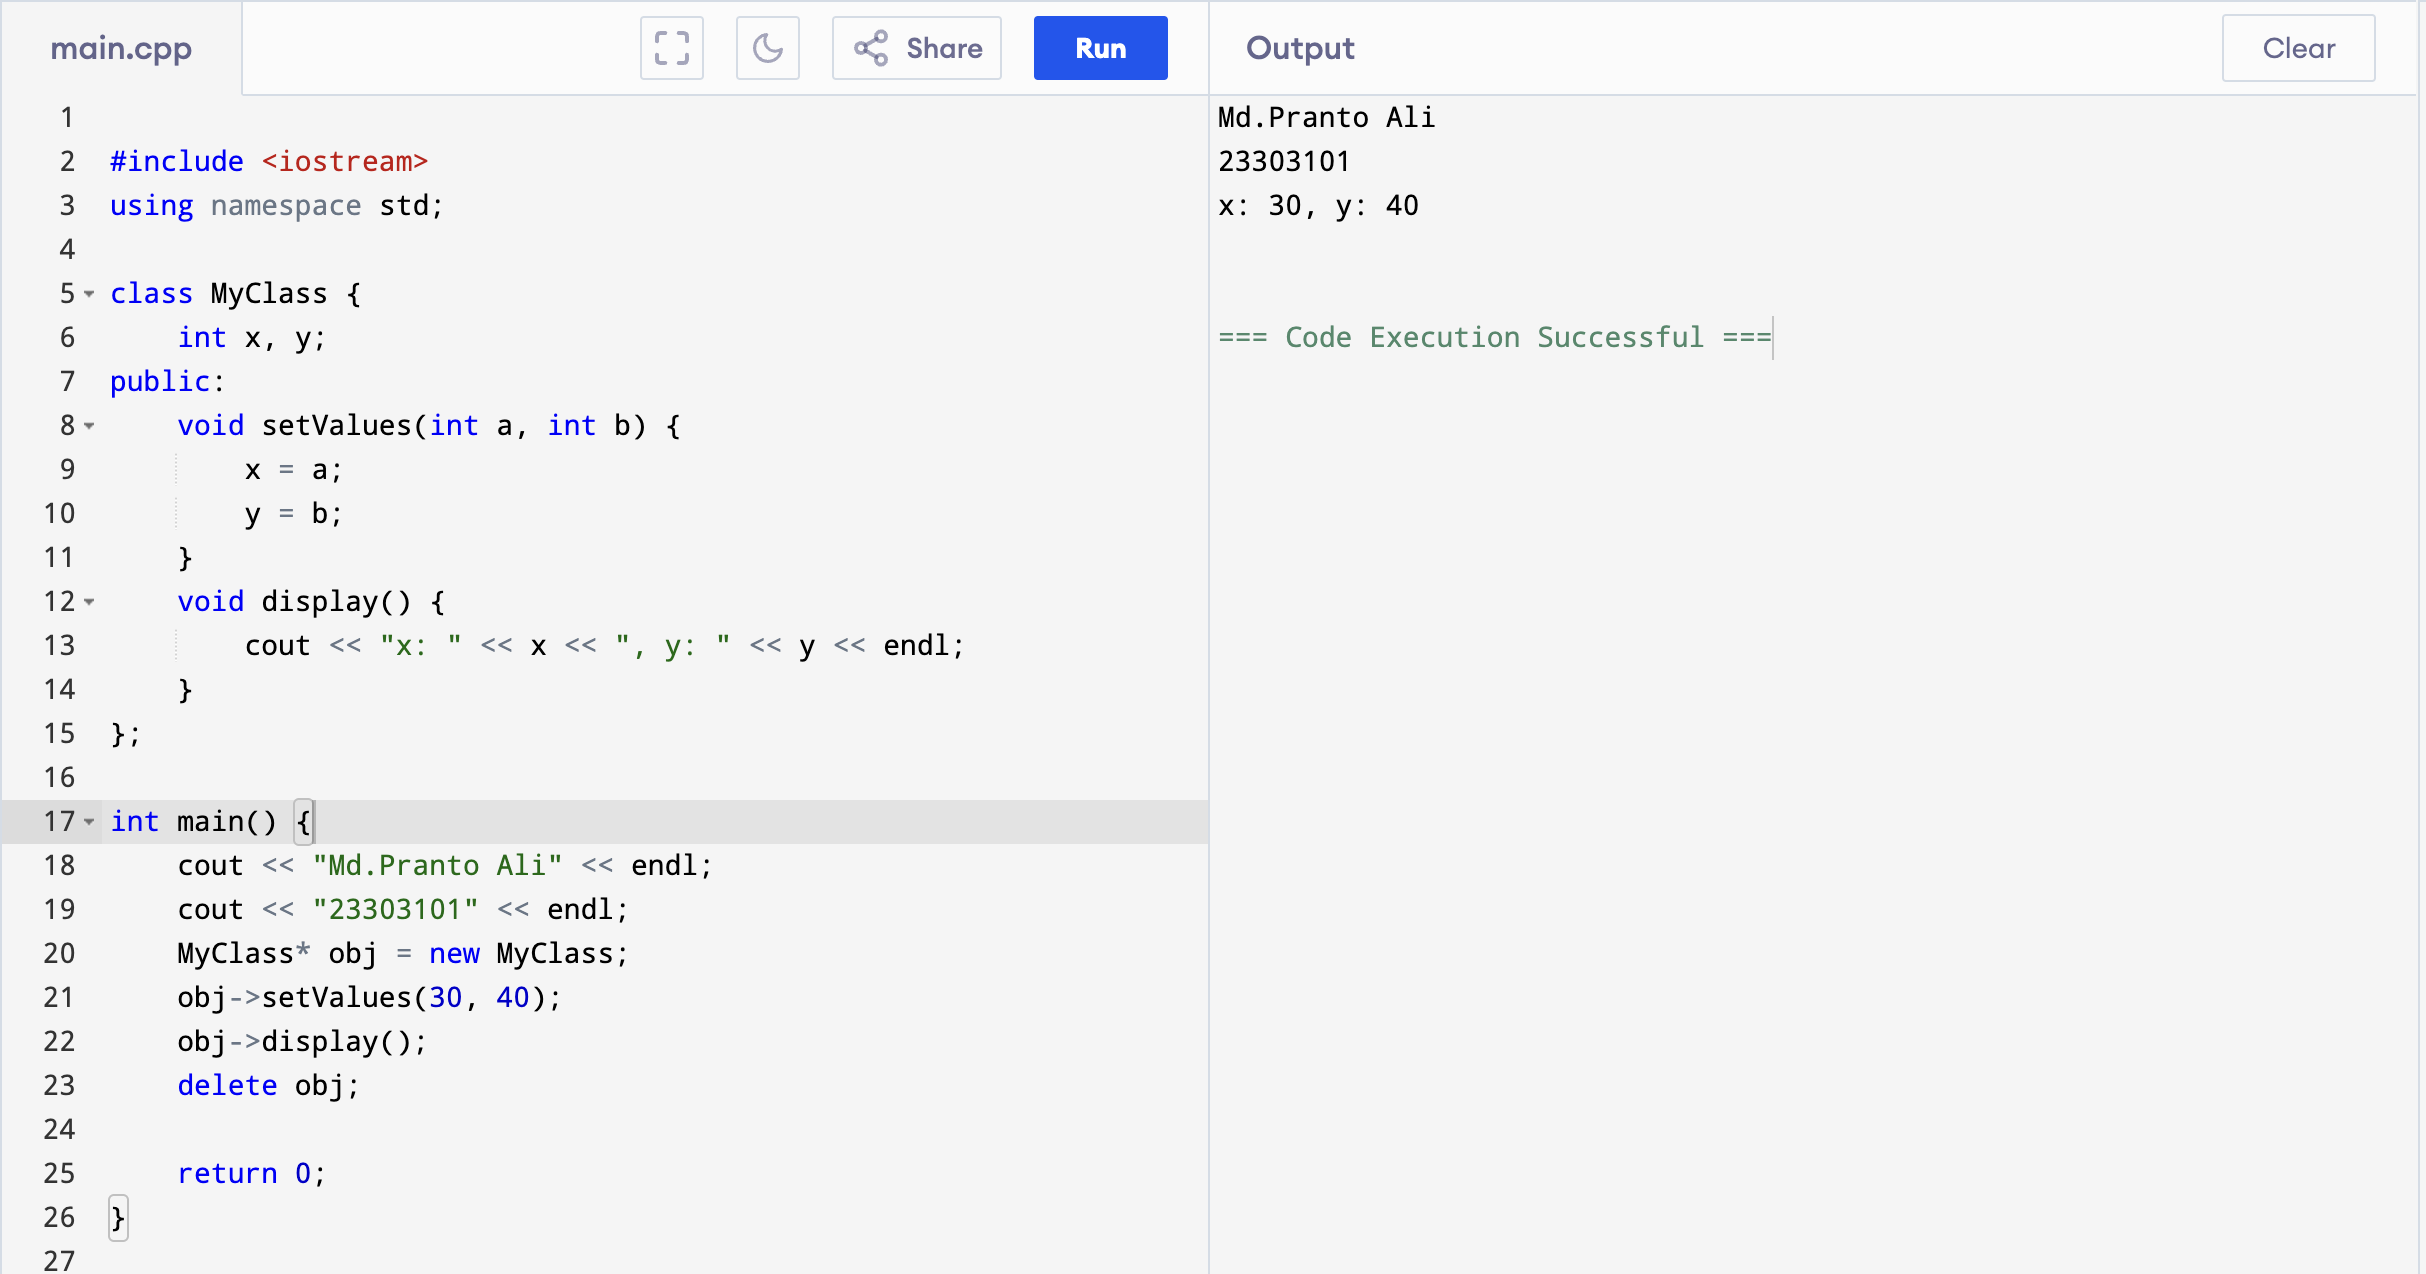 main.cpp
Share
Run
Output
Clear
1
2 #include <iostream>
3 using namespace std;
4
5 class MyClass {
6     int x, y;
7 public:
8     void setValues(int a, int b) {
9         x = a;
10         y = b;
11     }
12     void display() {
13         cout << "x: " << x << ", y: " << y << endl;
14     }
15 };
16
17 int main() {
18     cout << "Md.Pranto Ali" << endl;
19     cout << "23303101" << endl;
20     MyClass* obj = new MyClass;
21     obj->setValues(30, 40);
22     obj->display();
23     delete obj;
24
25     return 0;
26 }
27
Md.Pranto Ali
23303101
x: 30, y: 40
=== Code Execution Successful ===